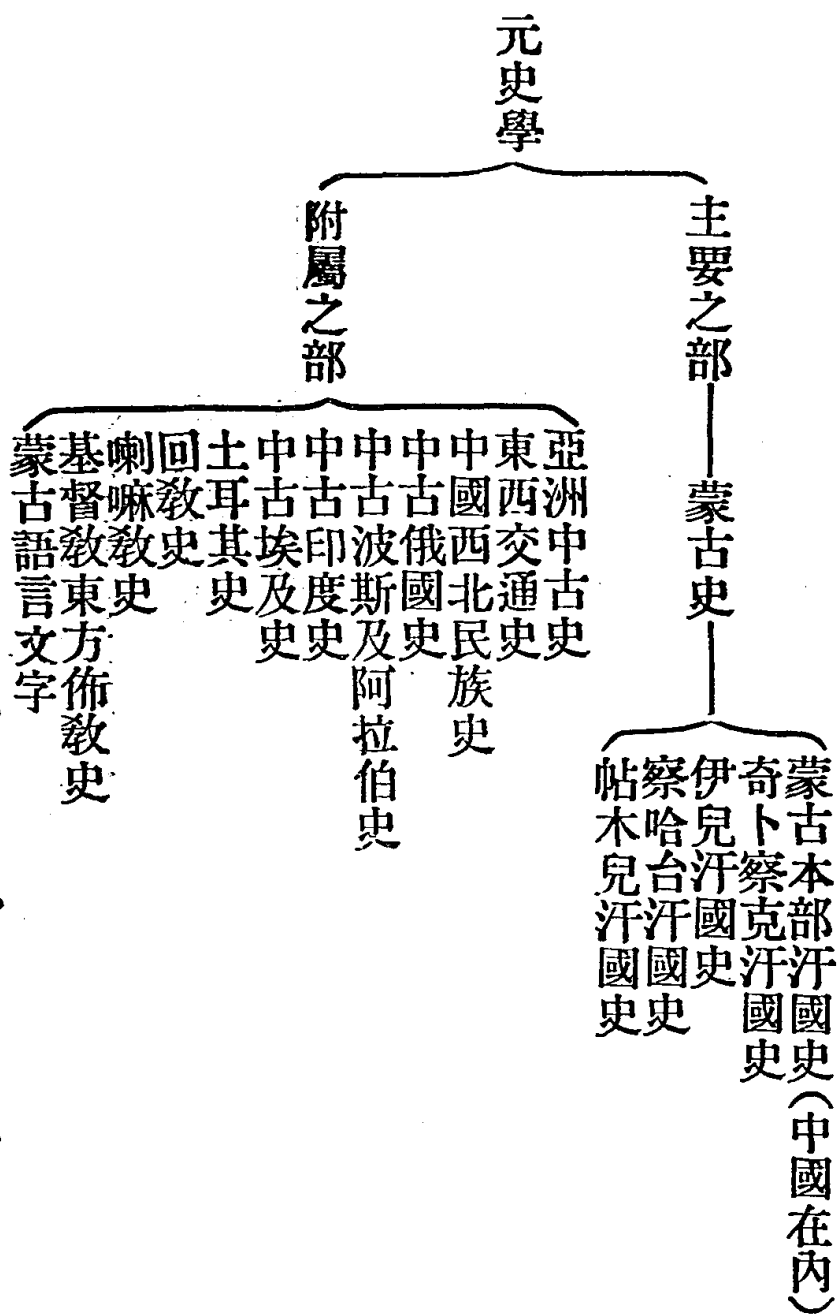 元史學
主要之部
蒙古史
蒙古本部汗國史(中國在內)
奇卜察克汗國史
伊兒汗國史
察哈台汗國史
帖木兒汗國史
附屬之部
亞洲中古史
東西交通史
中國西北民族史
中古俄國史
中古波斯及阿拉伯史
中古印度史
中古埃及史
土耳其史
回敎史
喇嘛敎史
基督敎東方佈敎史
蒙古語言文字